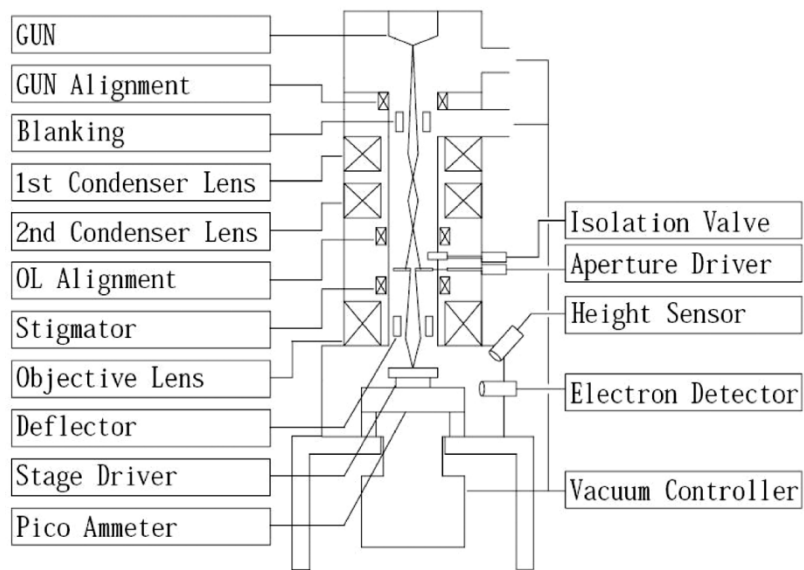 GUN
GUN Alignment
Blanking
1st Condenser Lens
2nd Condenser Lens
OL Alignment
Stigmator
Objective Lens
Deflector
Stage Driver
Pico Ammeter
Isolation Valve
Aperture Driver
Height Sensor
Electron Detector
Vacuum Controller